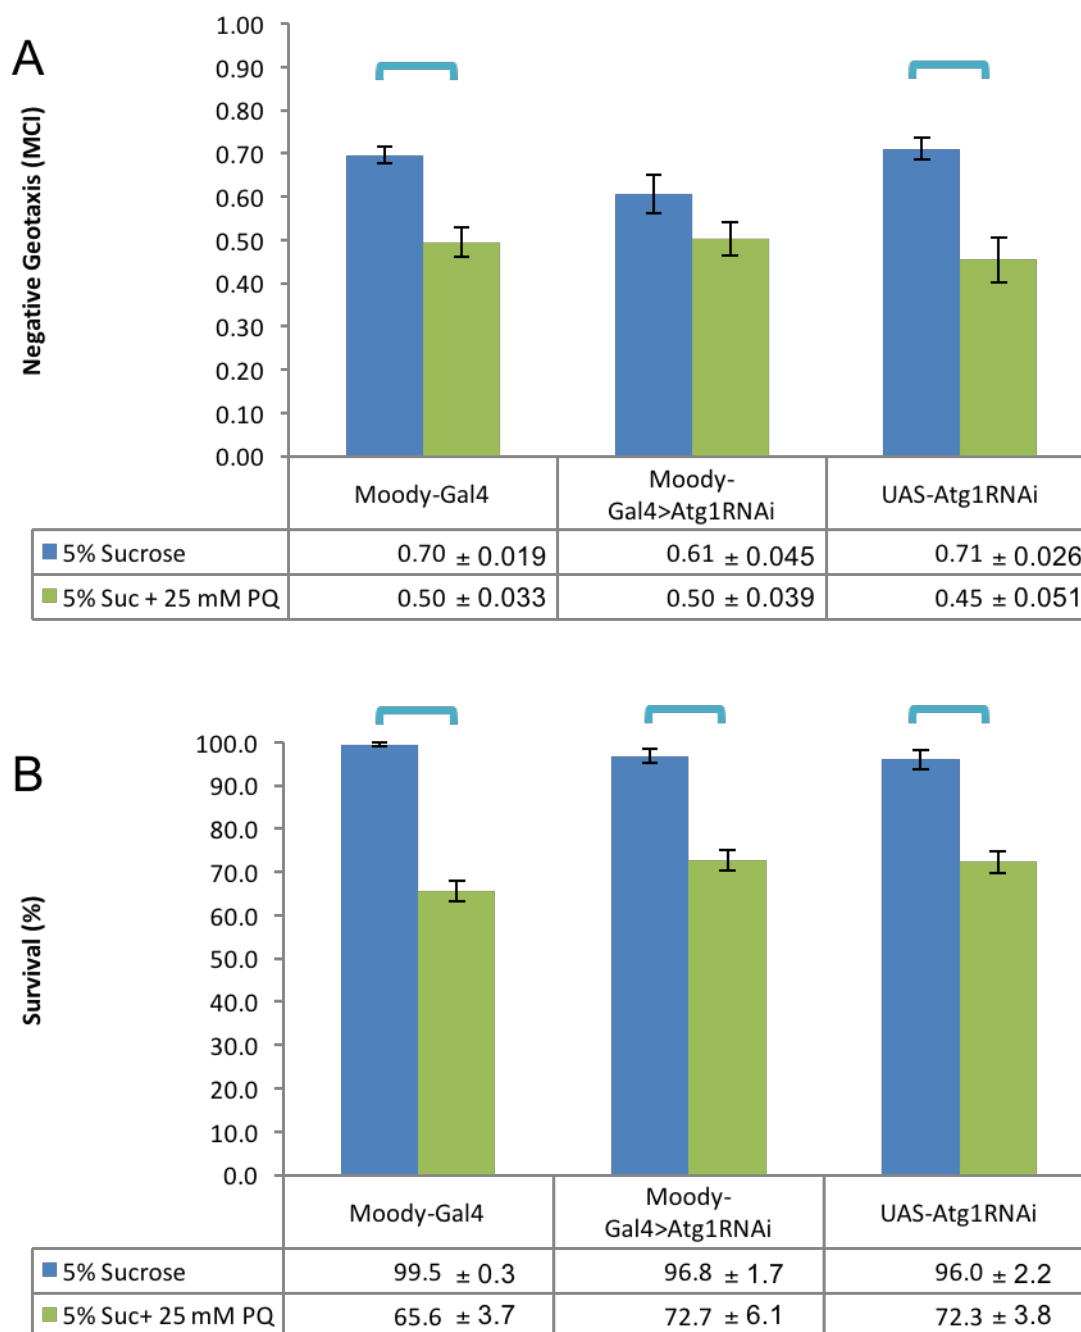 A
Negative Geotaxis (MCI)
1.00
0.90
0.80
0.70
0.60
0.50
0.40
0.30
0.20
0.10
0.00
Moody-Gal4
Moody-
Gal4>Atg1RNAi
UAS-Atg1RNAi
5% Sucrose 0.70 ± 0.019 0.61 ± 0.045 0.71 ± 0.026
5% Suc + 25 mM PQ 0.50 ± 0.033 0.50 ± 0.039 0.45 ± 0.051
B
Survival (%)
100.0
90.0
80.0
70.0
60.0
50.0
40.0
30.0
20.0
10.0
0.0
Moody-Gal4
Moody-
Gal4>Atg1RNAi
UAS-Atg1RNAi
5% Sucrose 99.5 ± 0.3 96.8 ± 1.7 96.0 ± 2.2
5% Suc+ 25 mM PQ 65.6 ± 3.7 72.7 ± 6.1 72.3 ± 3.8